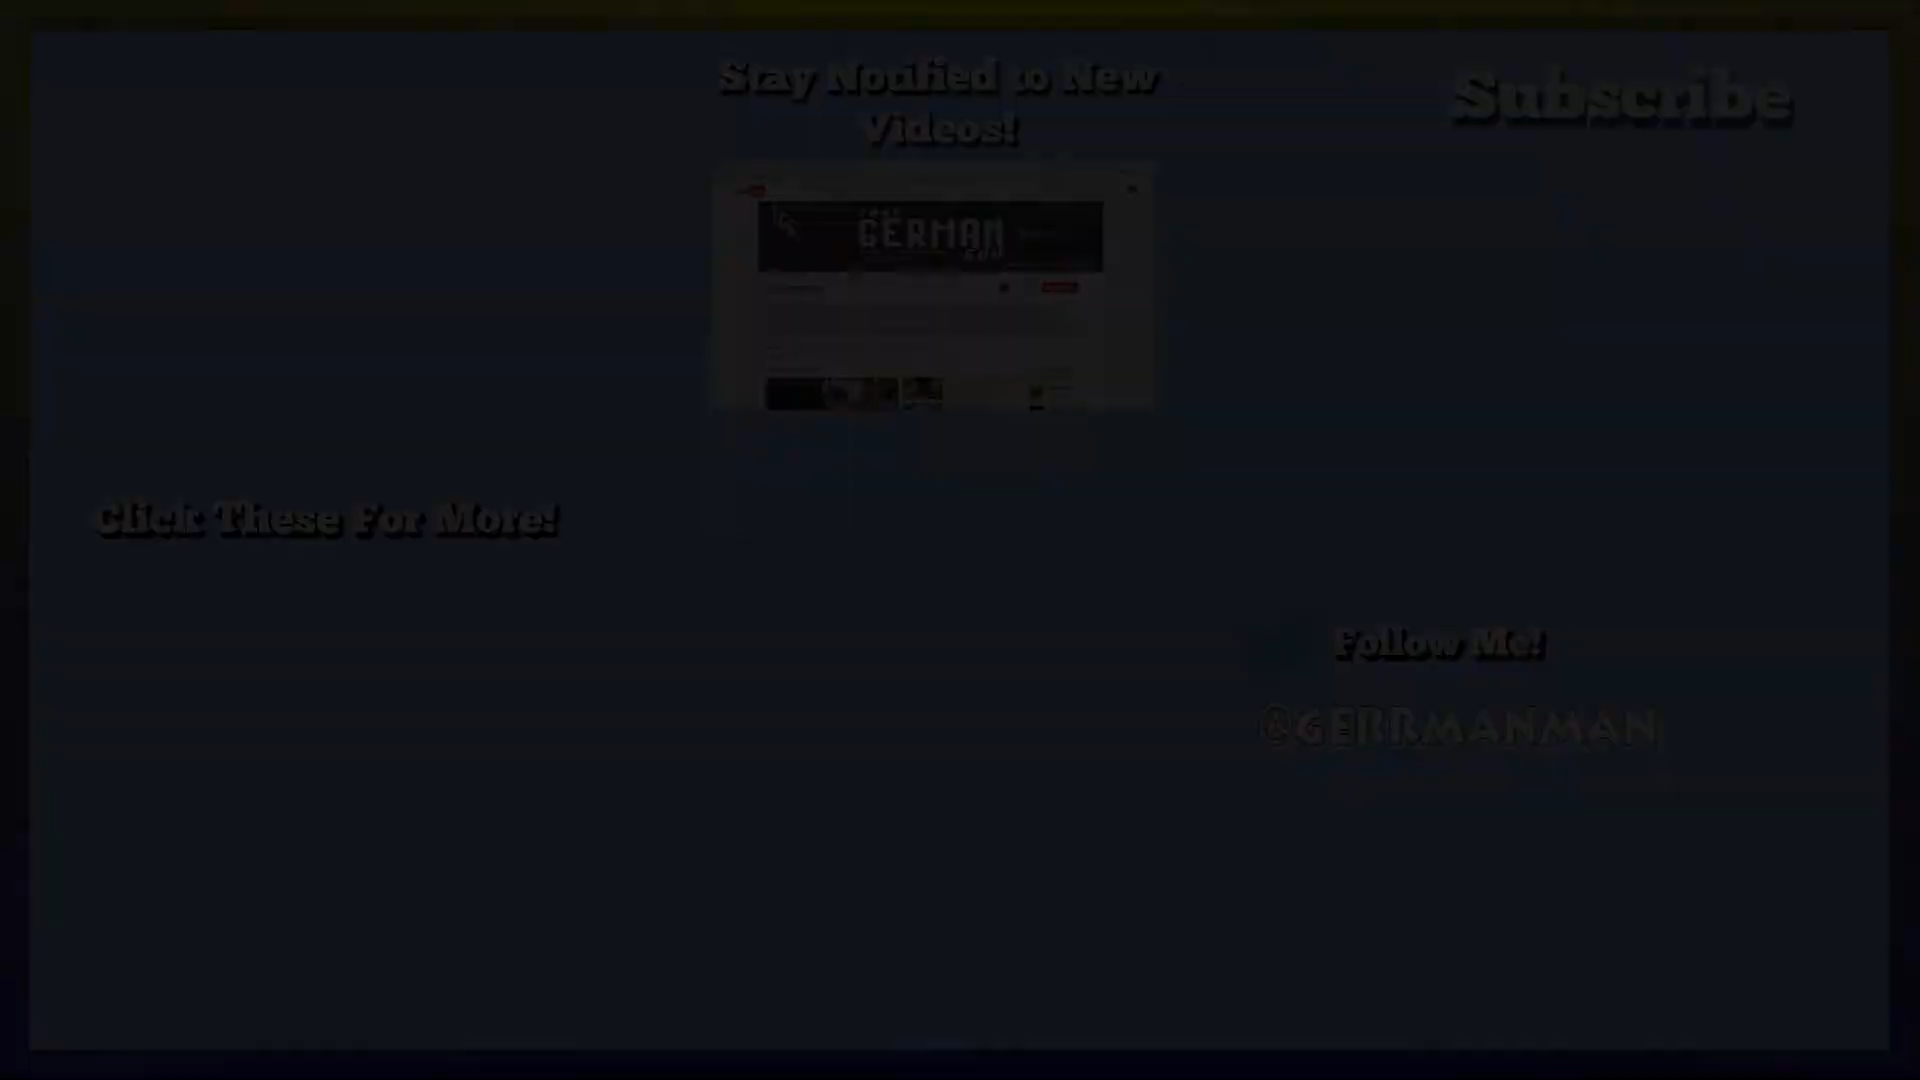 Stay Notified to New
Videos!
Subscribe
GERMAN
Click These For More!
Follow Me!
@GERRMANMAN